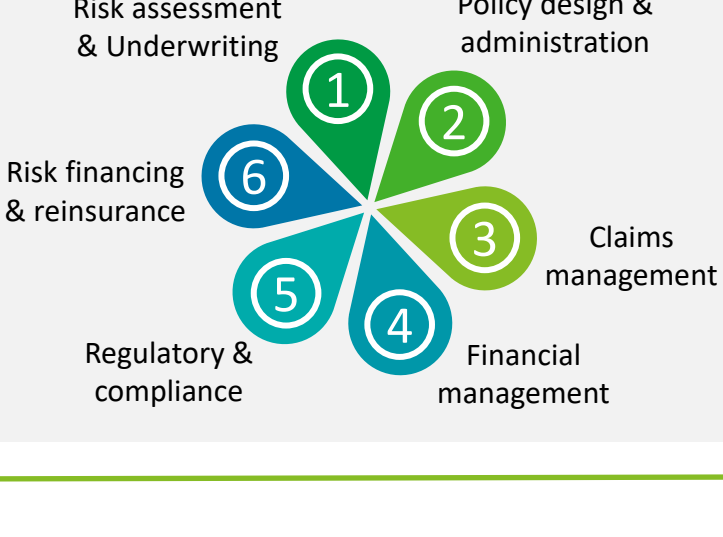 Risk assessment
& Underwriting
Policy design &
administration
1
2
3
4
5
6
Claims
management
Financial
management
Regulatory &
compliance
Risk financing
& reinsurance